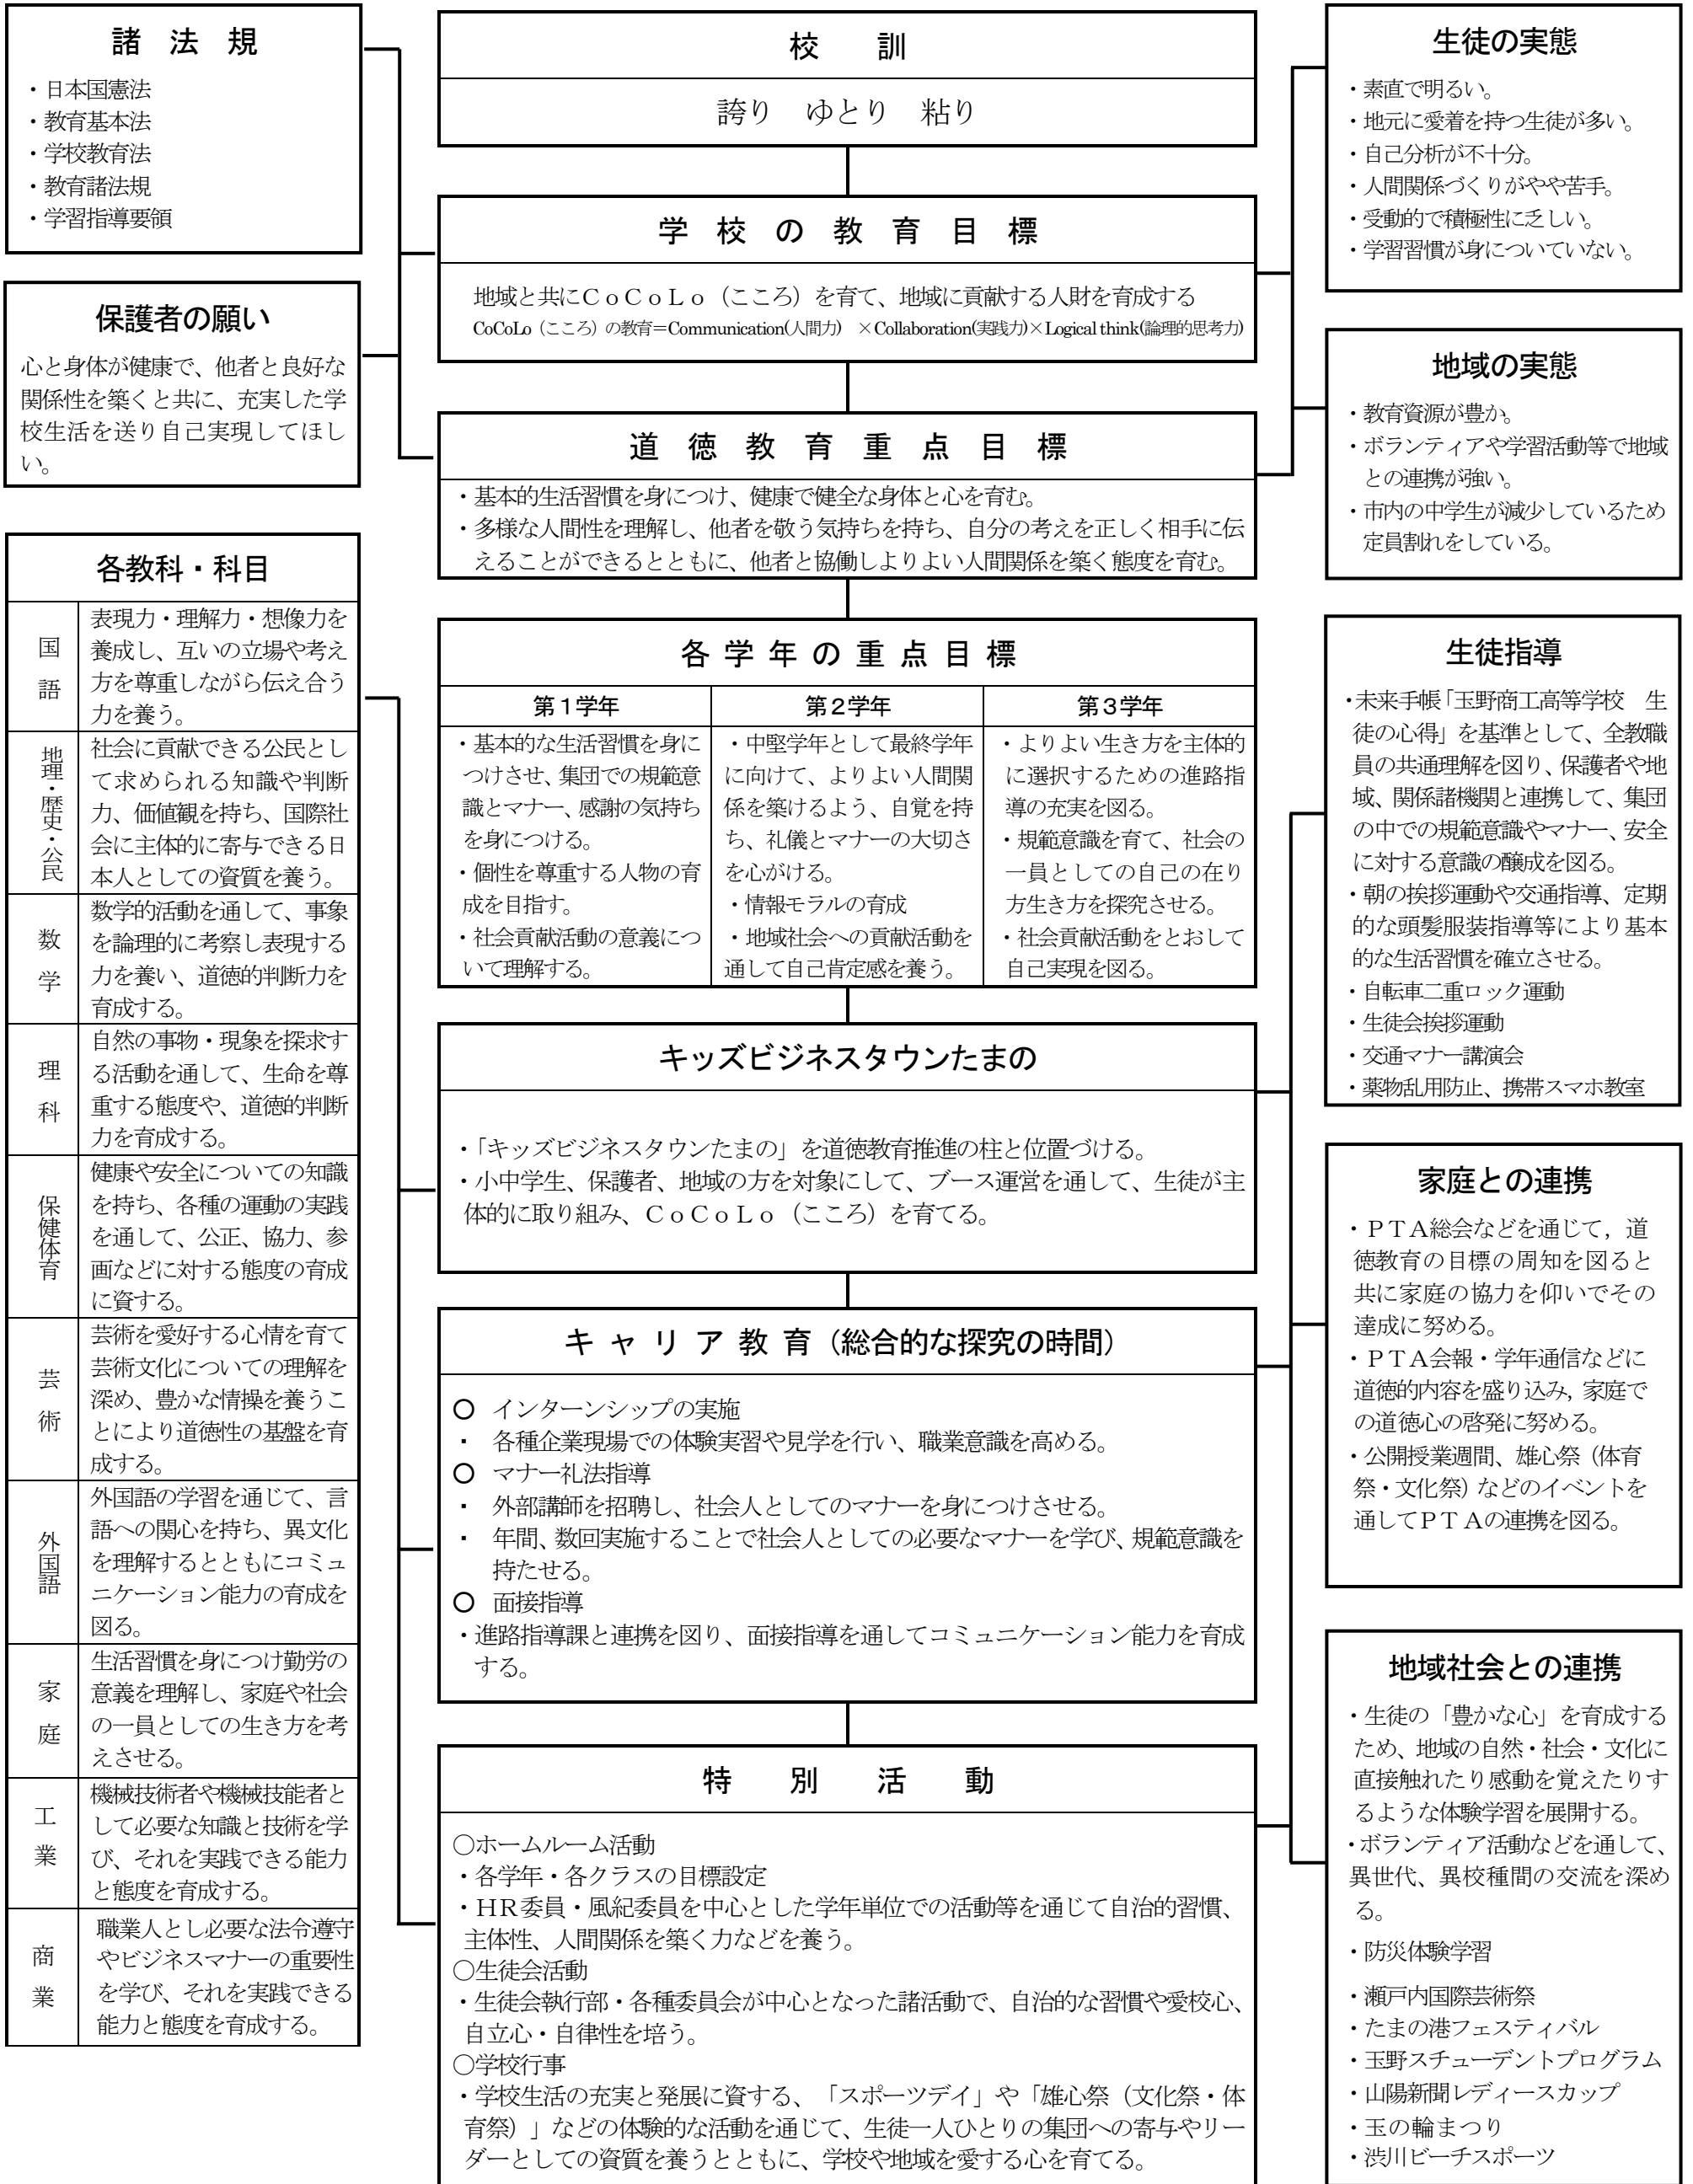 諸　法　規
・日本国憲法
・教育基本法
・学校教育法
・教育諸法規
・学習指導要領
保護者の願い
心と身体が健康で、他者と良好な
関係性を築くと共に、充実した学
校生活を送り自己実現してほし
い。
各教科・科目
国語
表現力・理解力・想像力を
養成し、互いの立場や考え
方を尊重しながら伝え合う
力を養う。
地理・歴史・公民
社会に貢献できる公民とし
て求められる知識や判断
力、価値観を持ち、国際社
会に主体的に寄与できる日
本人としての資質を養う。
数学
数学的活動を通して、事象
を論理的に考察し表現する
力を養い、道徳的判断力を
育成する。
理科
自然の事物・現象を探求す
る活動を通して、生命を尊
重する態度や、道徳的判断
力を育成する。
保健体育
健康や安全についての知識
を持ち、各種の運動の実践
を通して、公正、協力、参
画などに対する態度の育成
に資する。
芸術
芸術を愛好する心情を育て
芸術文化についての理解を
深め、豊かな情操を養うこ
とにより道徳性の基盤を育
成する。
外国語
外国語の学習を通じて、言
語への関心を持ち、異文化
を理解するとともにコミュ
ニケーション能力の育成を
図る。
家庭
生活習慣を身につけ勤労の
意義を理解し、家庭や社会
の一員としての生き方を考
えさせる。
工業
機械技術者や機械技能者と
して必要な知識と技術を学
び、それを実践できる能力
と態度を育成する。
商業
職業人とし必要な法令遵守
やビジネスマナーの重要性
を学び、それを実践できる
能力と態度を育成する。
校　訓
誇り　ゆとり　粘り
学　校　の　教　育　目　標
地域と共にＣｏＣｏＬｏ（こころ）を育て、地域に貢献する人財を育成する
CoCoLo（こころ）の教育＝Communication(人間力)　×Collaboration(実践力)×Logical think(論理的思考力)
道　徳　教　育　重　点　目　標
・基本的生活習慣を身につけ、健康で健全な身体と心を育む。
・多様な人間性を理解し、他者を敬う気持ちを持ち、自分の考えを正しく相手に伝
えることができるとともに、他者と協働しよりよい人間関係を築く態度を育む。
各 学 年 の 重 点 目 標
第１学年
・基本的な生活習慣を身に
つけさせ、集団での規範意
識とマナー、感謝の気持ち
を身につける。
・個性を尊重する人物の育
成を目指す。
・社会貢献活動の意義につ
いて理解する。
第２学年
・中堅学年として最終学年
に向けて、よりよい人間関
係を築けるよう、自覚を持
ち、礼儀とマナーの大切さ
を心がける。
・情報モラルの育成
・地域社会への貢献活動を
通して自己肯定感を養う。
第３学年
・よりよい生き方を主体的
に選択するための進路指
導の充実を図る。
・規範意識を育て、社会の
一員としての自己の在り
方生き方を探究させる。
・社会貢献活動をとおして
自己実現を図る。
キッズビジネスタウンたまの
・「キッズビジネスタウンたまの」を道徳教育推進の柱と位置づける。
・小中学生、保護者、地域の方を対象にして、ブース運営を通して、生徒が主
体的に取り組み、ＣｏＣｏＬｏ（こころ）を育てる。
キ ャ リ ア 教 育（総合的な探究の時間）
○　インターンシップの実施
・　各種企業現場での体験実習や見学を行い、職業意識を高める。
○　マナー礼法指導
・　外部講師を招聘し、社会人としてのマナーを身につけさせる。
・　年間、数回実施することで社会人としての必要なマナーを学び、規範意識を
持たせる。
○　面接指導
・進路指導課と連携を図り、面接指導を通してコミュニケーション能力を育成
する。
特　別　活　動
○ホームルーム活動
・各学年・各クラスの目標設定
・ＨＲ委員・風紀委員を中心とした学年単位での活動等を通じて自治的習慣、
主体性、人間関係を築く力などを養う。
○生徒会活動
・生徒会執行部・各種委員会が中心となった諸活動で、自治的な習慣や愛校心、
自立心・自律性を培う。
○学校行事
・学校生活の充実と発展に資する、「スポーツデイ」や「雄心祭（文化祭・体
育祭）」などの体験的な活動を通じて、生徒一人ひとりの集団への寄与やリー
ダーとしての資質を養うとともに、学校や地域を愛する心を育てる。
生徒の実態
・素直で明るい。
・地元に愛着を持つ生徒が多い。
・自己分析が不十分。
・人間関係づくりがやや苦手。
・受動的で積極性に乏しい。
・学習習慣が身についていない。
地域の実態
・教育資源が豊か。
・ボランティアや学習活動等で地域
との連携が強い。
・市内の中学生が減少しているため
定員割れをしている。
生徒指導
・未来手帳「玉野商工高等学校　生
徒の心得」を基準として、全教職
員の共通理解を図り、保護者や地
域、関係諸機関と連携して、集団
の中での規範意識やマナー、安全
に対する意識の醸成を図る。
・朝の挨拶運動や交通指導、定期
的な頭髪服装指導等により基本
的な生活習慣を確立させる。
・自転車二重ロック運動
・生徒会挨拶運動
・交通マナー講演会
・薬物乱用防止、携帯スマホ教室
家庭との連携
・ＰＴＡ総会などを通じて，道
徳教育の目標の周知を図ると
共に家庭の協力を仰いでその
達成に努める。
・ＰＴＡ会報・学年通信などに
道徳的内容を盛り込み，家庭で
の道徳心の啓発に努める。
・公開授業週間、雄心祭（体育
祭・文化祭）などのイベントを
通してＰＴＡの連携を図る。
地域社会との連携
・生徒の「豊かな心」を育成する
ため、地域の自然・社会・文化に
直接触れたり感動を覚えたりす
るような体験学習を展開する。
・ボランティア活動などを通して、
異世代、異校種間の交流を深め
る。
・防災体験学習
・瀬戸内国際芸術祭
・たまの港フェスティバル
・玉野スチューデントプログラム
・山陽新聞レディースカップ
・玉の輪まつり
・渋川ビーチスポーツ